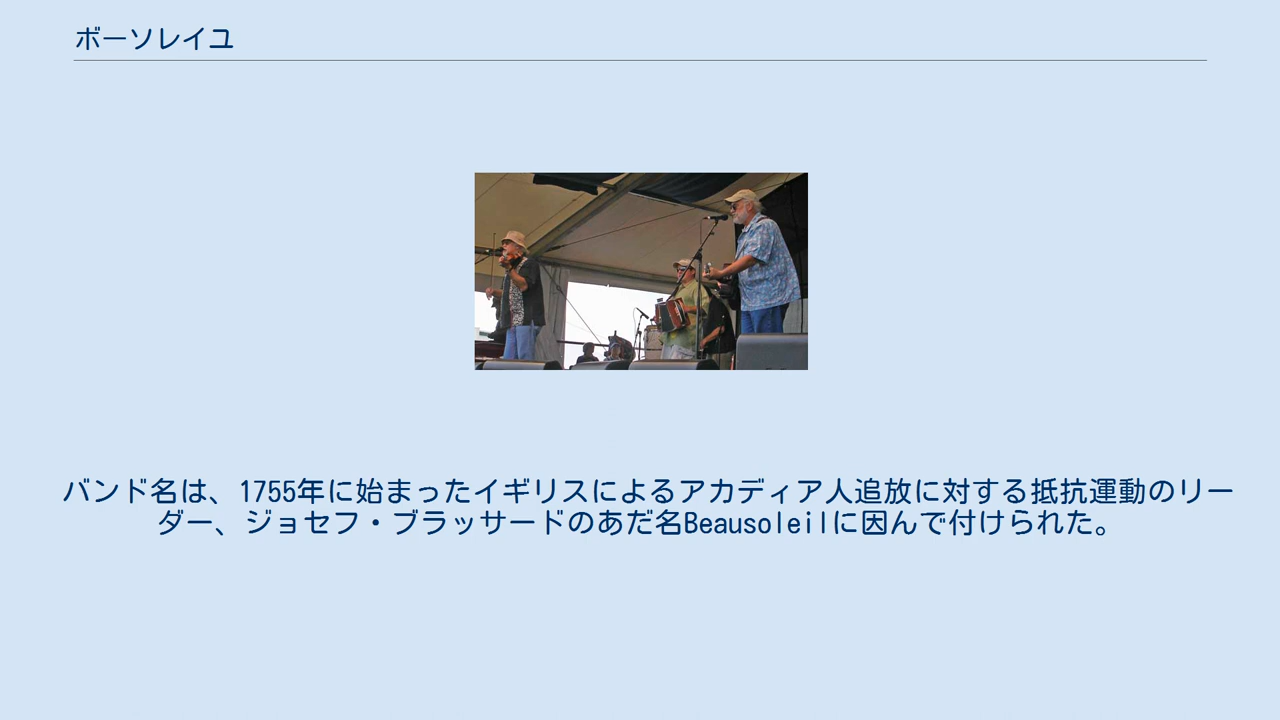 ボーソレイユ
バンド名は、1755年に始まったイギリスによるアカディア人追放に対する抵抗運動のリー
ダー、ジョセフ・ブラッサードのあだ名Beausoleilに因んで付けられた。